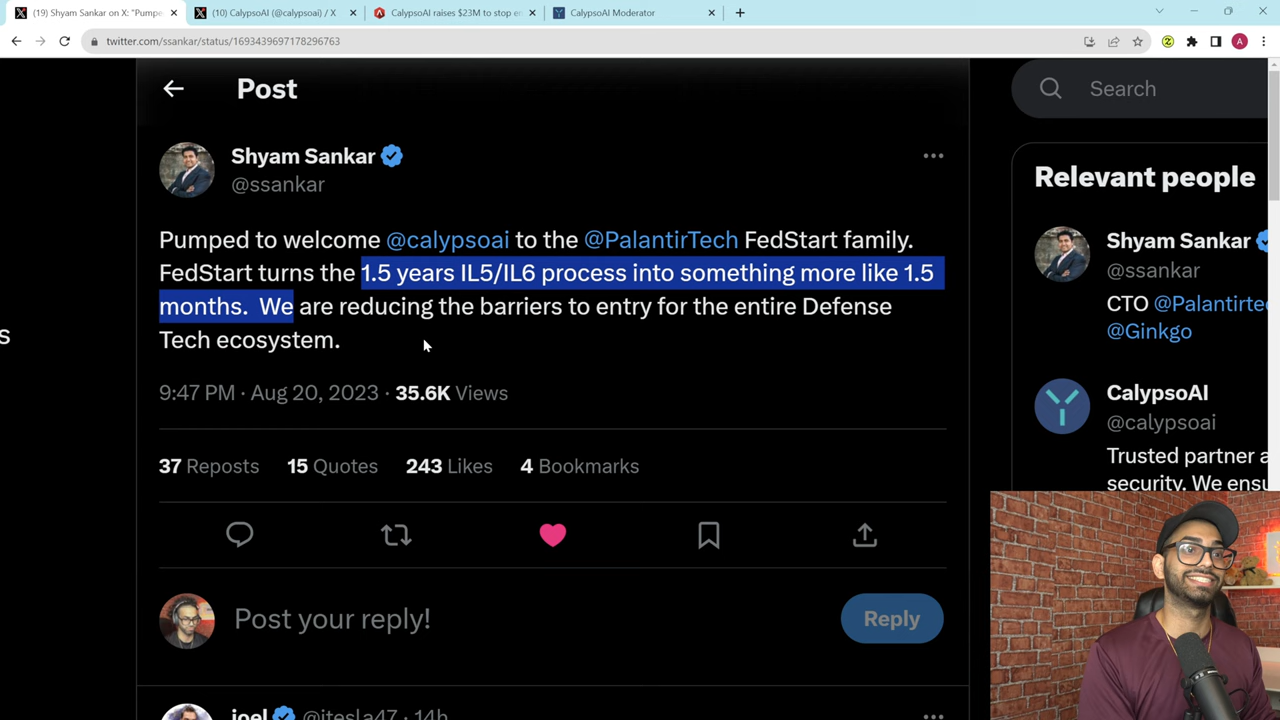 (19) Shyam Sankar on X: "Pumpe
(10) CalypsoAI (@calypsoai) / X
CalypsoAI raises $23M to stop e
CalypsoAI Moderator
twitter.com/ssankar/status/1693439697178296763
A
Post
Shyam Sankar
@ssankar
Pumped to welcome @calypsoai to the @PalantirTech FedStart family.
FedStart turns the 1.5 years IL5/IL6 process into something more like 1.5
months. We are reducing the barriers to entry for the entire Defense
Tech ecosystem.
9:47 PM · Aug 20, 2023 · 35.6K Views
37 Reposts 15 Quotes 243 Likes 4 Bookmarks
Post your reply!
Reply
joel @itesla47 · 14h
s
Search
Relevant people
Shyam Sankar
@ssankar
CTO @Palantirte
@Ginkgo
CalypsoAI
@calypsoai
Trusted partner a
security. We ensu